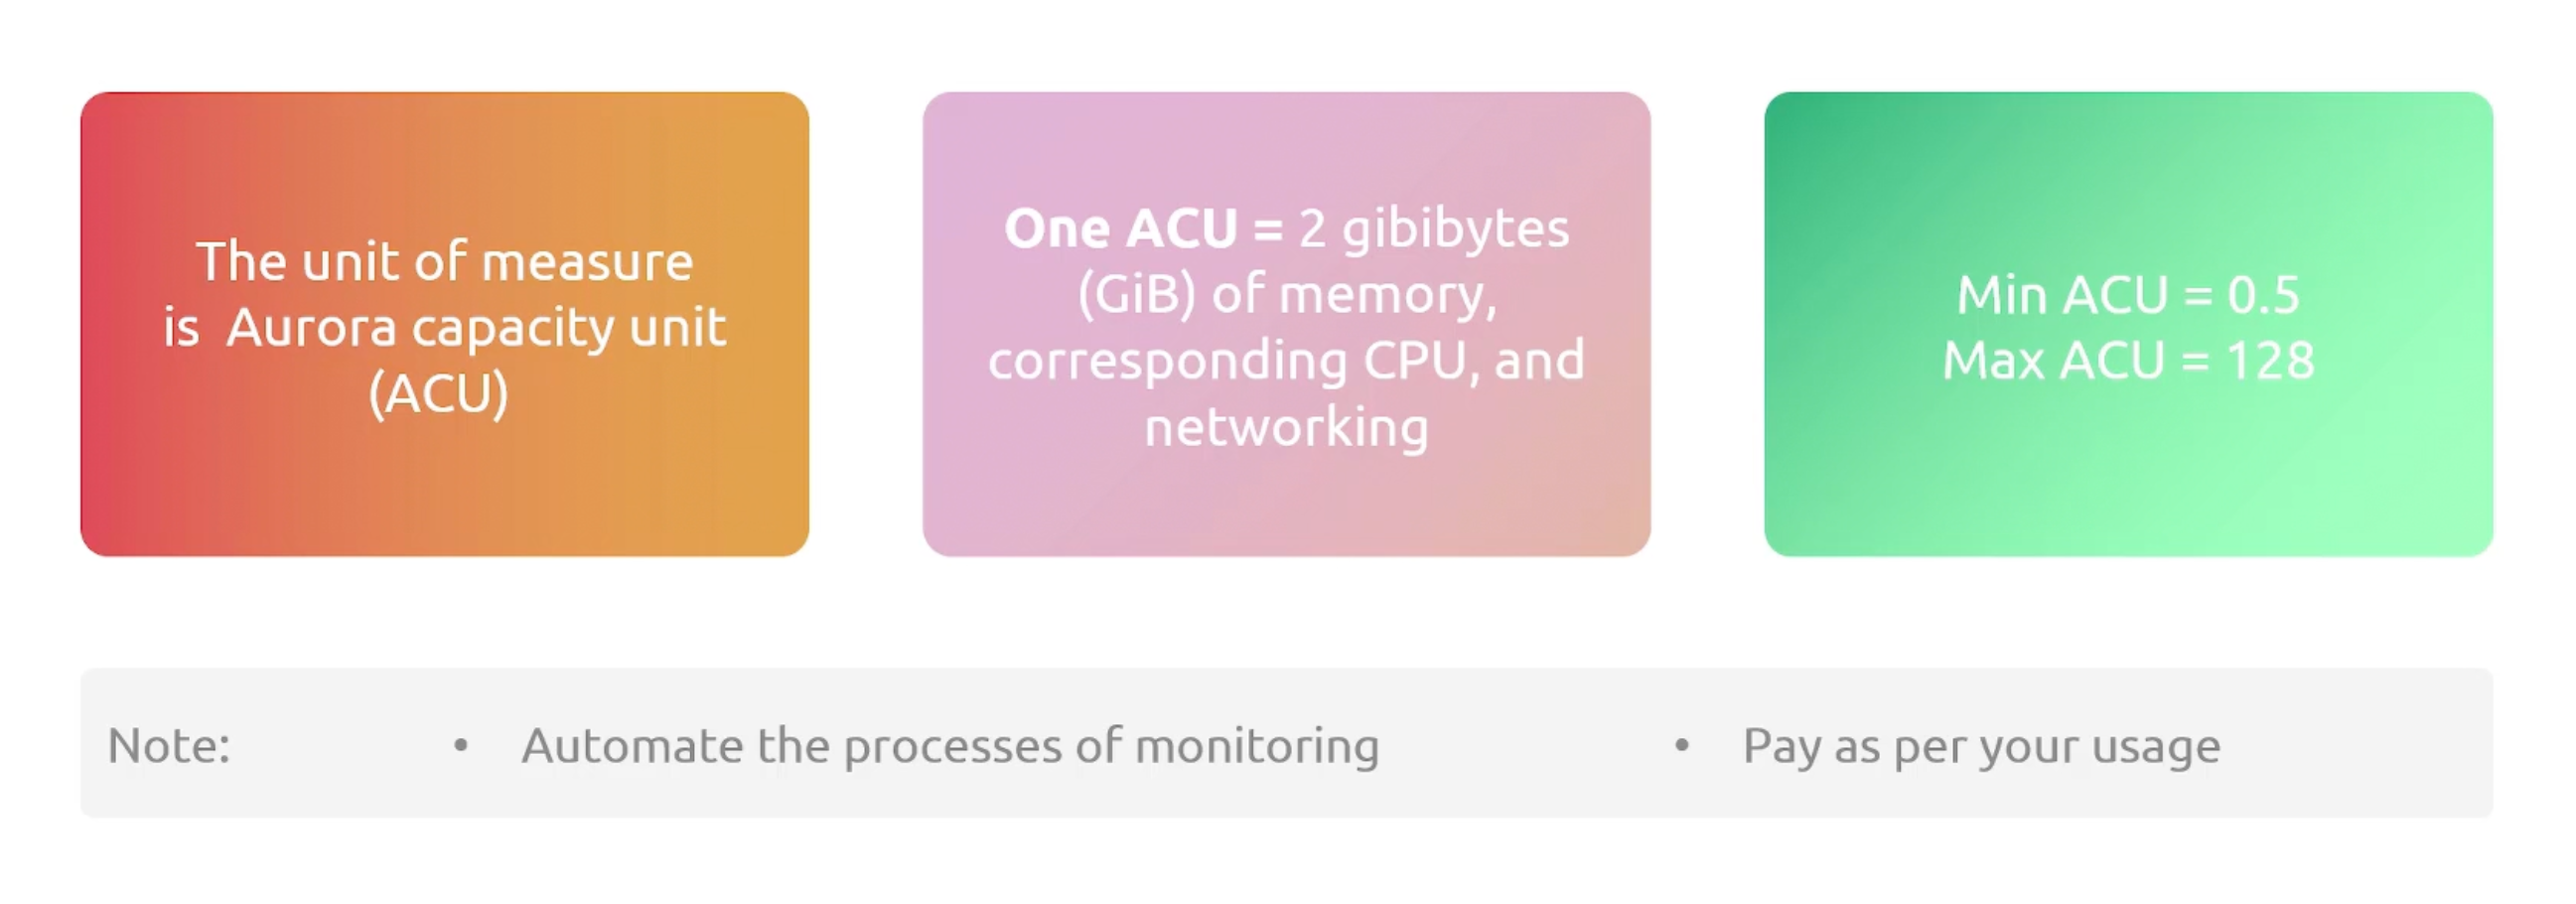 The unit of measure
is  Aurora capacity unit
(ACU)
One ACU = 2 gibibytes
(GiB) of memory,
corresponding CPU, and
networking
Min ACU = 0.5
Max ACU = 128
Note:
• Automate the processes of monitoring
• Pay as per your usage